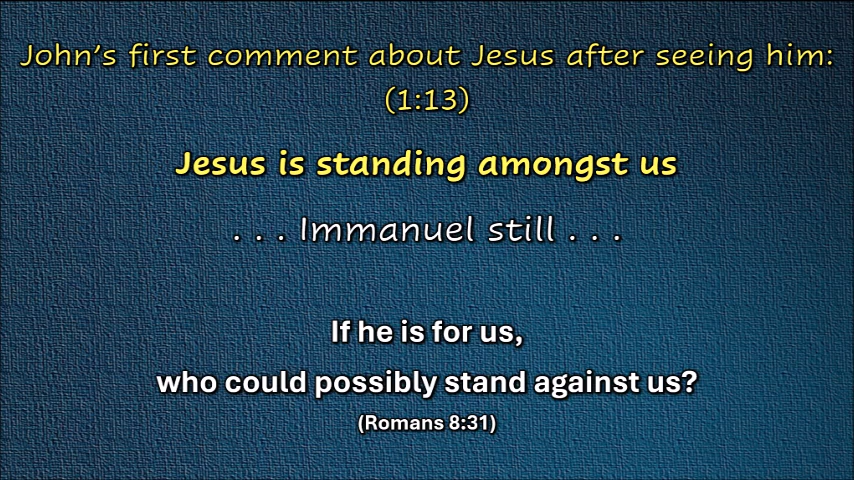 John’s first comment about Jesus after seeing him:
(1:13)
Jesus is standing amongst us
. . . Immanuel still . . .
If he is for us,
who could possibly stand against us?
(Romans 8:31)